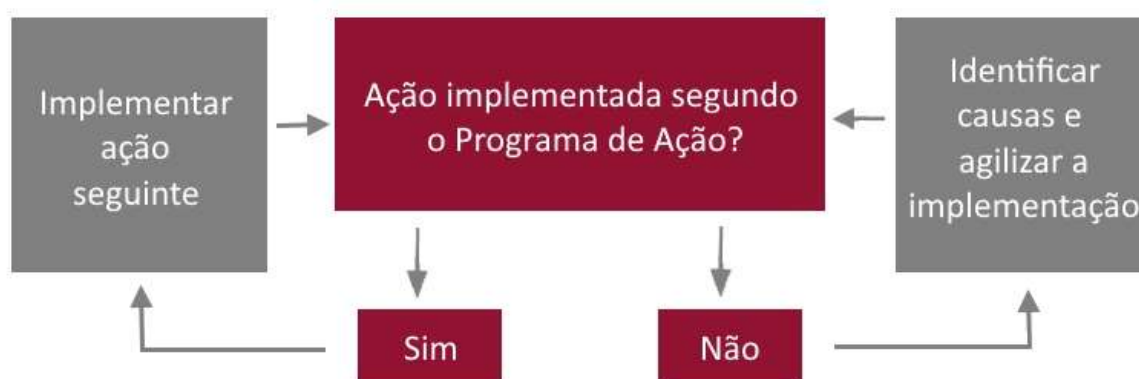 Implementar
ação
seguinte
Ação implementada segundo
o Programa de Ação?
Identificar
causas e
agilizar a
implementação
Sim
Não